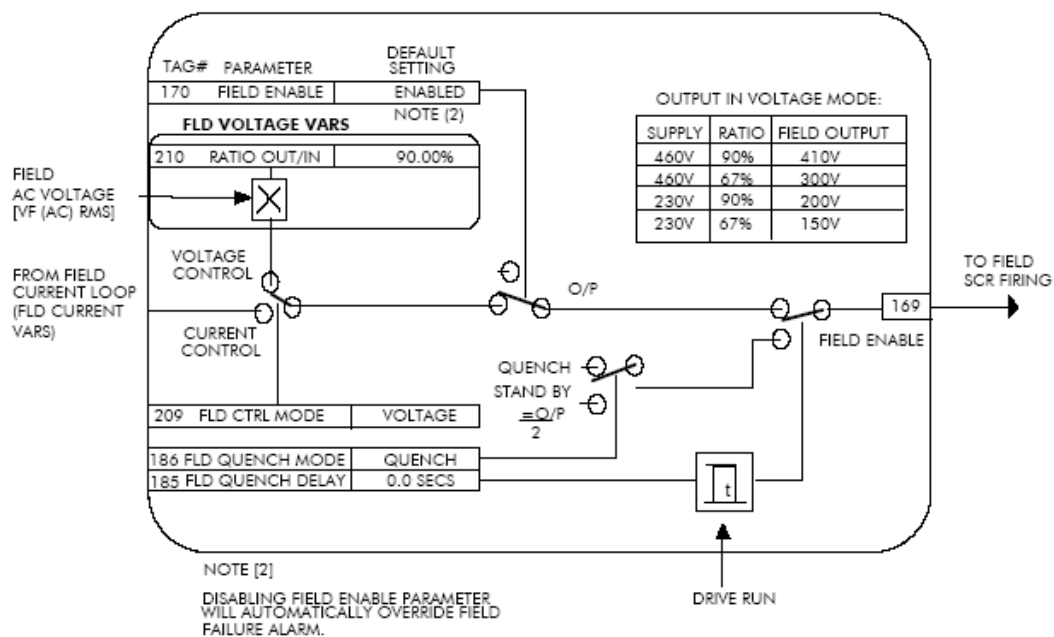 TAG# PARAMETER DEFAULT SETTING
170 FIELD ENABLE ENABLED
NOTE (2)
FLD VOLTAGE VARS
210 RATIO OUT/IN 90.00%
FIELD
AC VOLTAGE
[VF (AC) RMS]
OUTPUT IN VOLTAGE MODE:
SUPPLY RATIO FIELD OUTPUT
460V 90% 410V
460V 67% 300V
230V 90% 200V
230V 67% 150V
VOLTAGE
CONTROL
FROM FIELD
CURRENT LOOP
(FLD CURRENT
VARS)
CURRENT
CONTROL
O/P
TO FIELD
SCR FIRING
169
FIELD ENABLE
QUENCH
STAND BY
=O/P
2
209 FLD CTRL MODE VOLTAGE
186 FLD QUENCH MODE QUENCH
185 FLD QUENCH DELAY 0.0 SECS
t
DRIVE RUN
NOTE [2]
DISABLING FIELD ENABLE PARAMETER
WILL AUTOMATICALLY OVERRIDE FIELD
FAILURE ALARM.